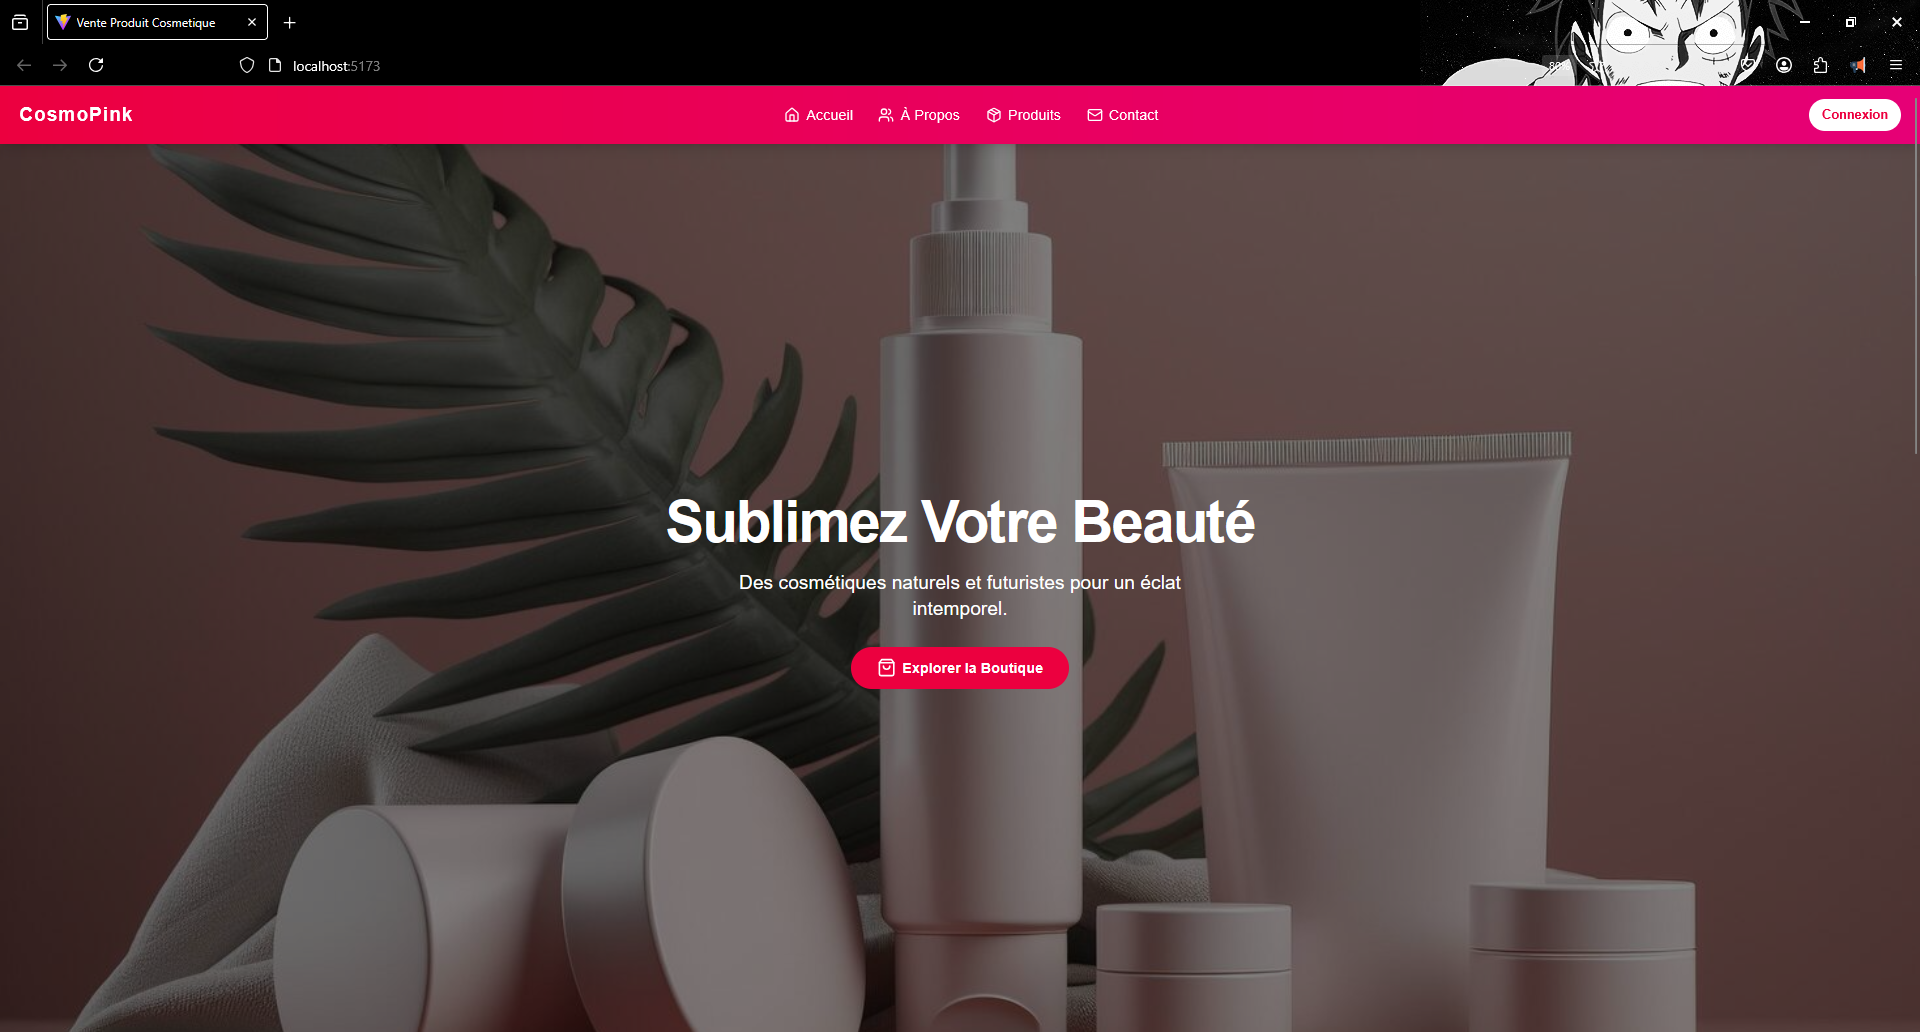 Vente Produit Cosmetique
localhost:5173
CosmoPink
Accueil
À Propos
Produits
Contact
Connexion
Sublimez Votre Beauté
Des cosmétiques naturels et futuristes pour un éclat
intemporel.
Explorer la Boutique